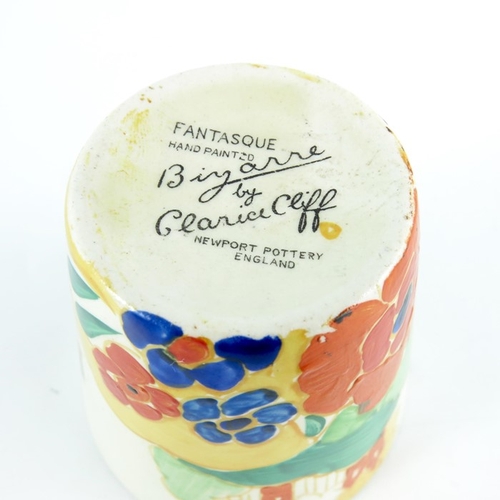 FANTASQUE
HAND PAINTED
Bizarre
by
Clarice Cliff
NEWPORT POTTERY
ENGLAND